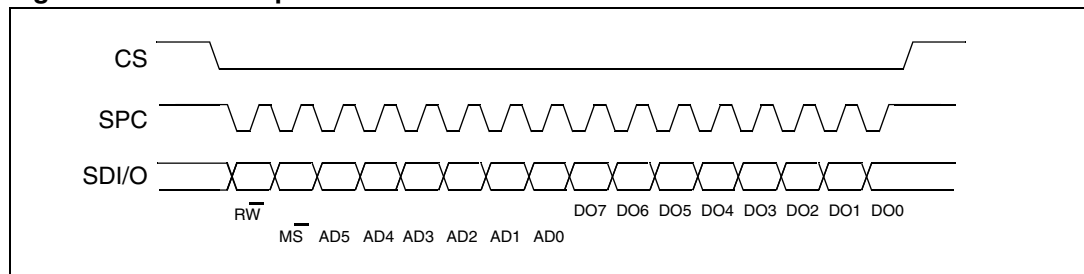 CS
SPC
SDI/O
RW̅
DO7 DO6 DO5 DO4 DO3 DO2 DO1 DO0
MS̅ AD5 AD4 AD3 AD2 AD1 AD0